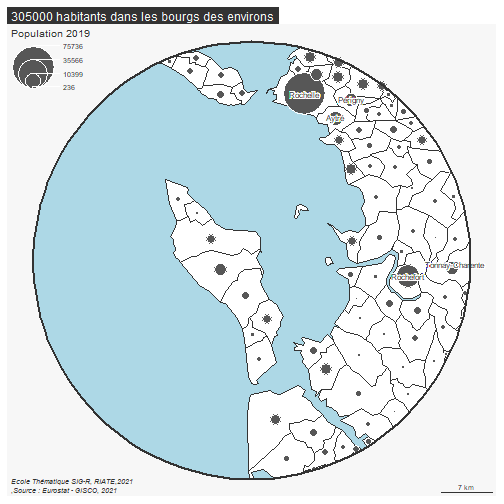 305000 habitants dans les bourgs des environs
Population 2019
75736
35566
10399
236
Rochelle
Périgny
Aytré
Tonnay-Charente
Rochefort
Ecole Thématique SIG-R, RIATE,2021
,Source : Eurostat - GISCO, 2021
7 km